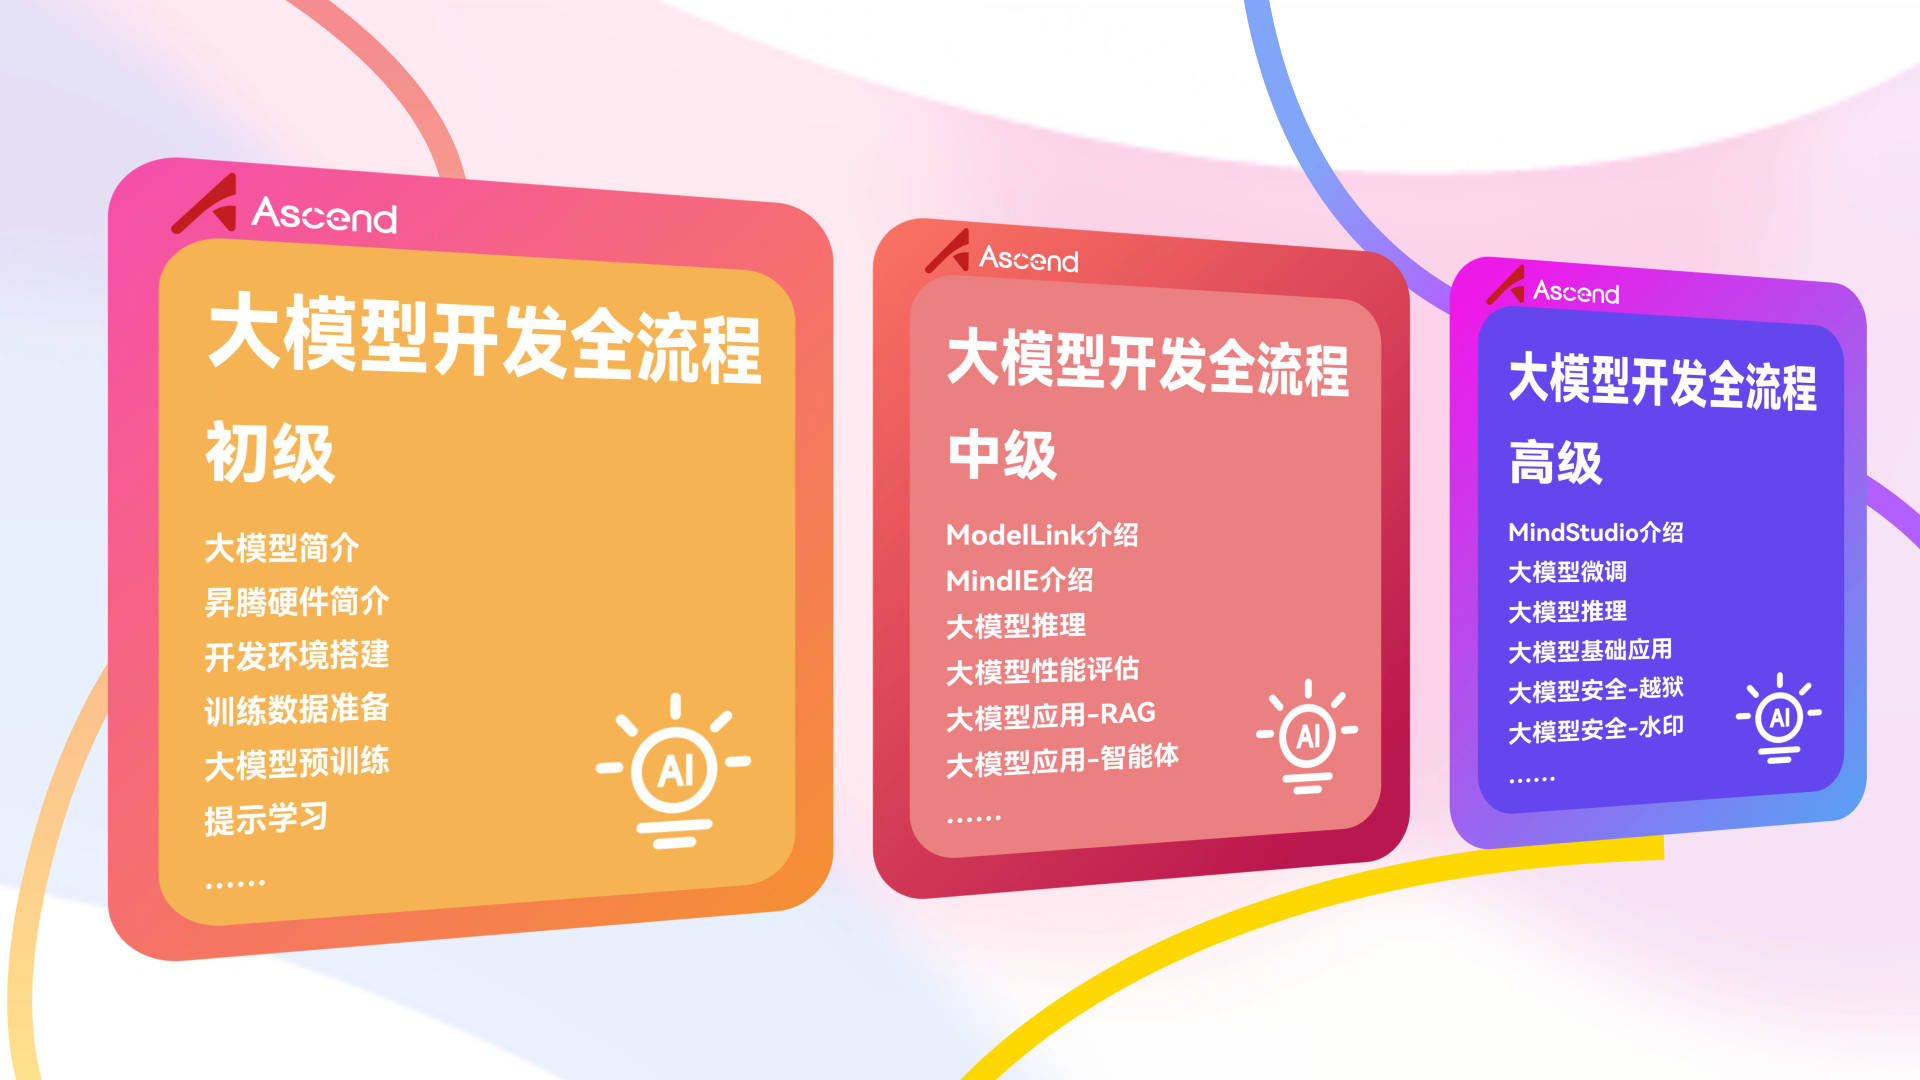 Ascend
大模型开发全流程
初级
大模型简介
昇腾硬件简介
开发环境搭建
训练数据准备
大模型预训练
提示学习
......
AI
Ascend
大模型开发全流程
中级
ModelLink介绍
MindIE介绍
大模型推理
大模型性能评估
大模型应用-RAG
大模型应用-智能体
......
AI
Ascend
大模型开发全流程
高级
MindStudio介绍
大模型微调
大模型推理
大模型基础应用
大模型安全-越狱
大模型安全-水印
......
AI